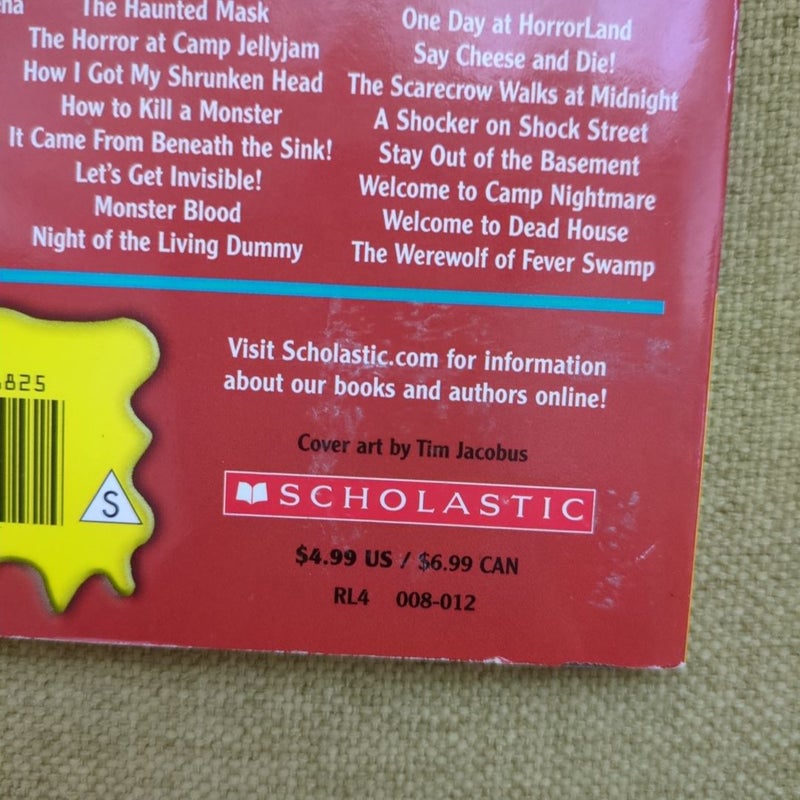 The Haunted Mask
The Horror at Camp Jellyjam
How I Got My Shrunken Head
How to Kill a Monster
It Came From Beneath the Sink!
Let's Get Invisible!
Monster Blood
Night of the Living Dummy
One Day at HorrorLand
Say Cheese and Die!
The Scarecrow Walks at Midnight
A Shocker on Shock Street
Stay Out of the Basement
Welcome to Camp Nightmare
Welcome to Dead House
The Werewolf of Fever Swamp
825
S
Visit Scholastic.com for information
about our books and authors online!
Cover art by Tim Jacobus
SCHOLASTIC
$4.99 US / $6.99 CAN
RL4 008-012